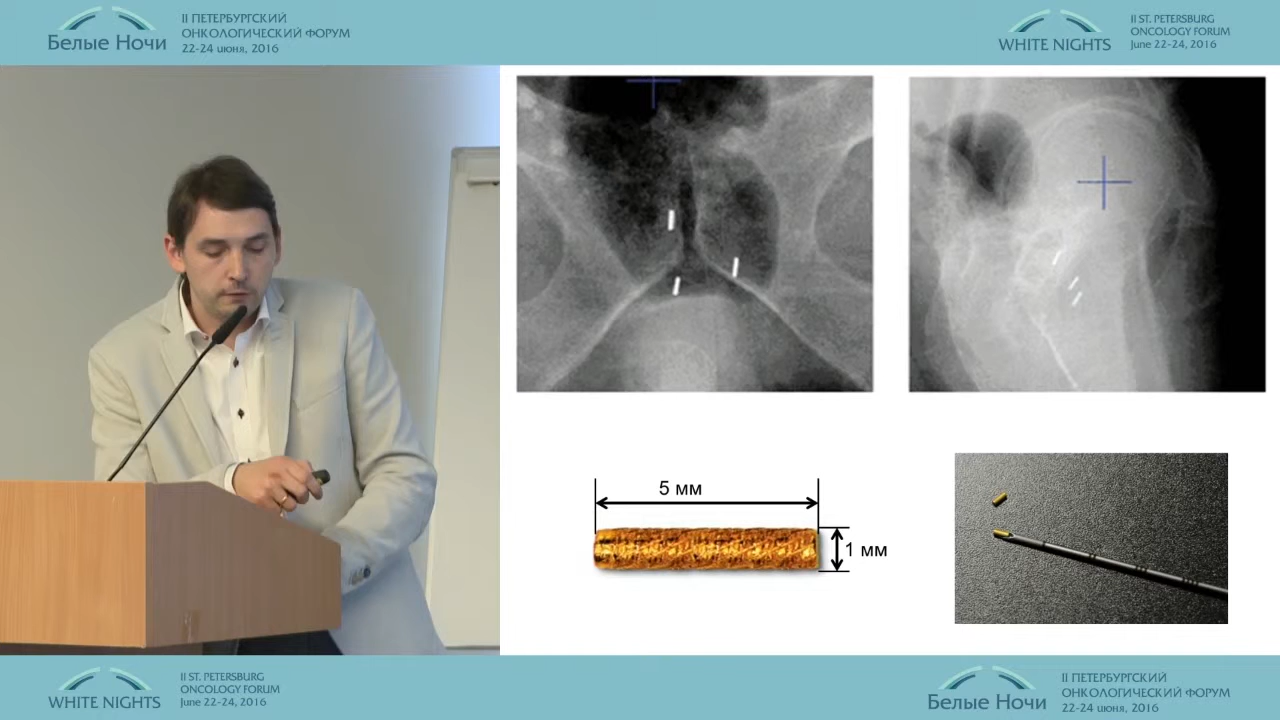 II ПЕТЕРБУРГСКИЙ
ОНКОЛОГИЧЕСКИЙ ФОРУМ
Белые Ночи
22-24 июня, 2016
II ST. PETERSBURG
ONCOLOGY FORUM
WHITE NIGHTS
June 22-24, 2016
5 мм
1 мм
II ST. PETERSBURG
ONCOLOGY FORUM
WHITE NIGHTS
June 22-24, 2016
II ПЕТЕРБУРГСКИЙ
ОНКОЛОГИЧЕСКИЙ ФОРУМ
Белые Ночи
22-24 июня, 2016